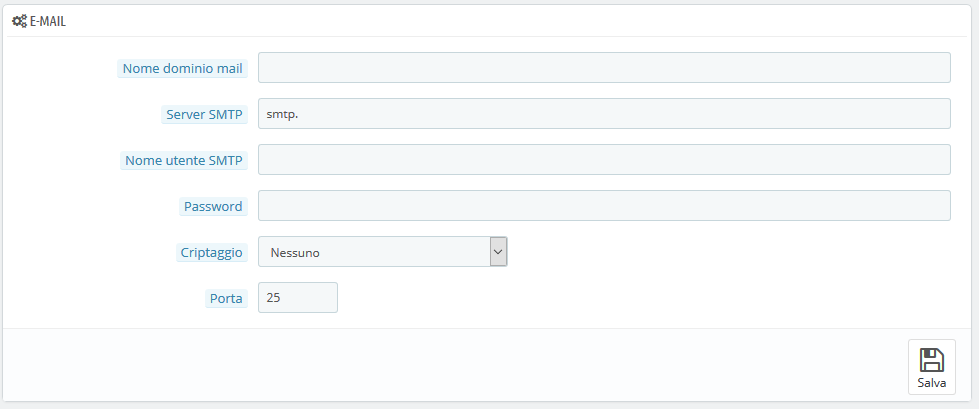 E-MAIL
Nome dominio mail
Server SMTP smtp.
Nome utente SMTP
Password
Criptaggio Nessuno
Porta 25
Salva